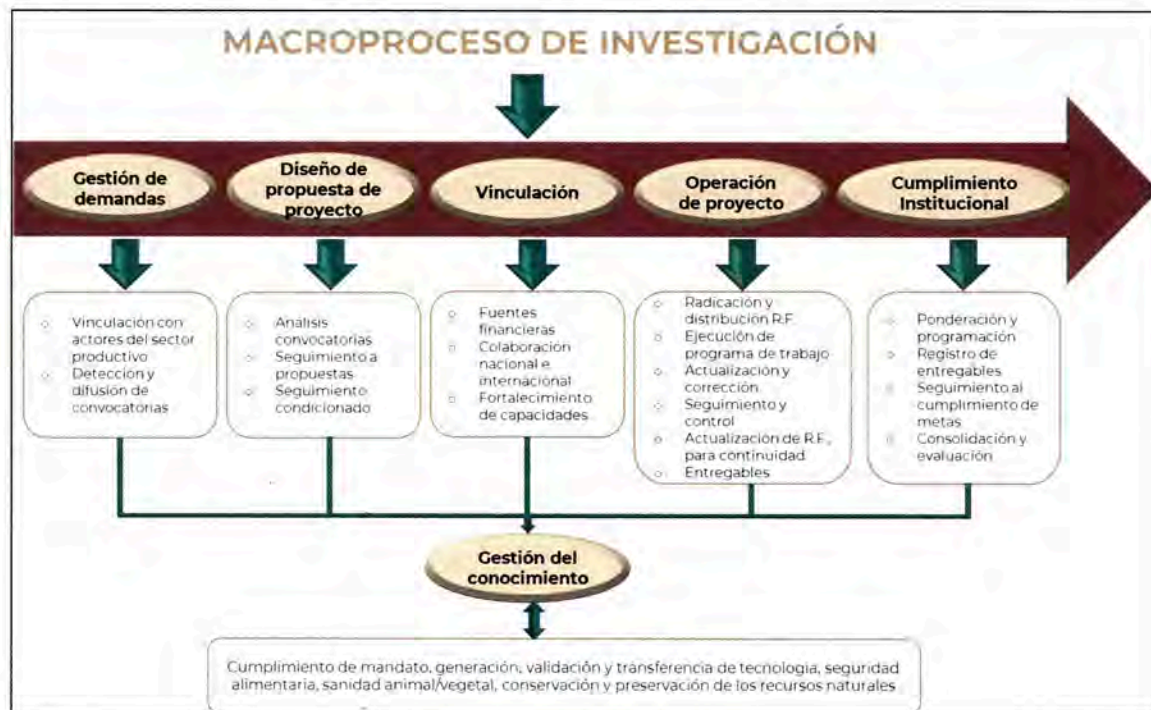 MACROPROCESO DE INVESTIGACIÓN
Gestión de
demandas
Diseño de
propuesta de
proyecto
Vinculación
Operación
de proyecto
Cumplimiento
Institucional
Vinculación con
actores del sector
productivo
Detección y
difusión de
convocatorias
Análisis
convocatorias
Seguimiento a
propuestas
Seguimiento
condicionado
Fuentes
financieras
Colaboración
nacional e
internacional
Fortalecimiento
de capacidades
Radicación y
distribución R.F.
Ejecución de
programa de trabajo
Actualización y
corrección
Seguimiento y
control
Actualización de R.F.,
para continuidad
Entregables
Ponderación y
programación
Registro de
entregables
Seguimiento al
cumplimiento de
metas
Consolidación y
evaluación
Gestión del
conocimiento
Cumplimiento de mandato, generación, validación y transferencia de tecnología, seguridad
alimentaria, sanidad animal/vegetal, conservación y preservación de los recursos naturales